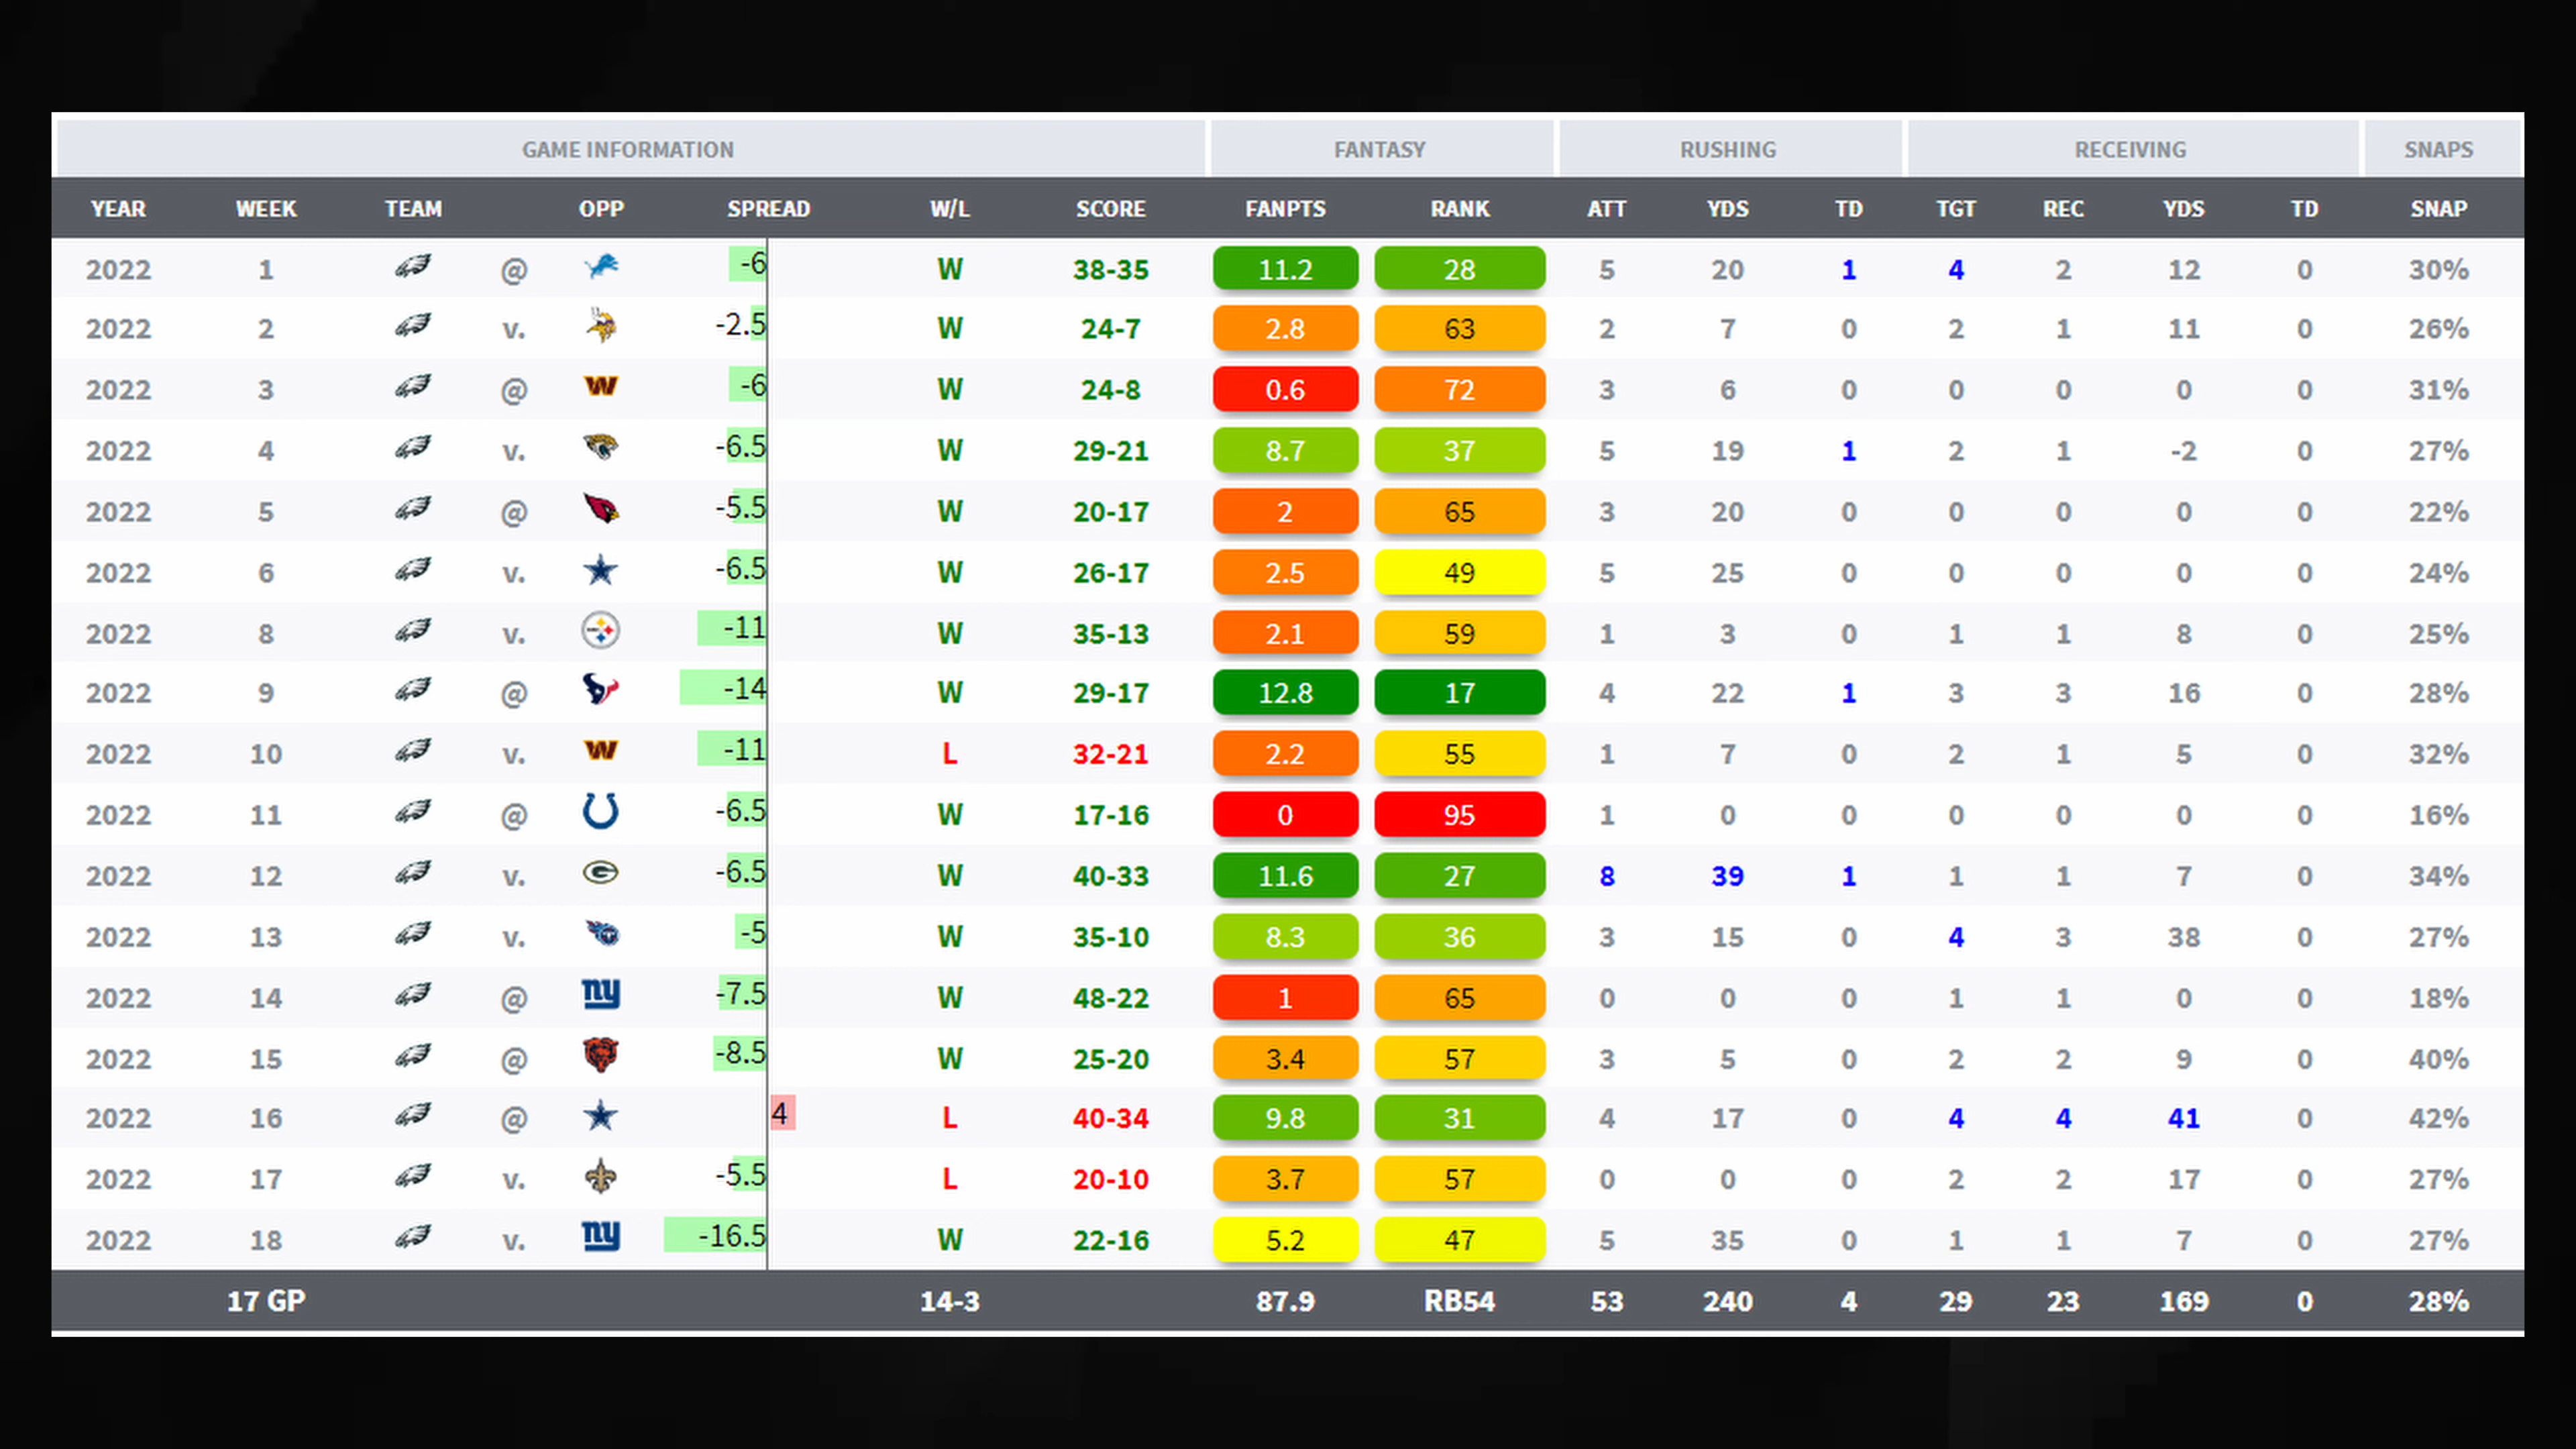 GAME INFORMATION FANTASY RUSHING RECEIVING SNAPS
YEAR WEEK TEAM OPP SPREAD W/L SCORE FANPTS RANK ATT YDS TD TGT REC YDS TD SNAP
2022 1 @ -6 W 38-35 11.2 28 5 20 1 4 2 12 0 30%
2022 2 v. -2.5 W 24-7 2.8 63 2 7 0 2 1 11 0 26%
2022 3 @ W -6 W 24-8 0.6 72 3 6 0 0 0 0 0 31%
2022 4 v. -6.5 W 29-21 8.7 37 5 19 1 2 1 -2 0 27%
2022 5 @ -5.5 W 20-17 2 65 3 20 0 0 0 0 0 22%
2022 6 v. -6.5 W 26-17 2.5 49 5 25 0 0 0 0 0 24%
2022 8 v. -11 W 35-13 2.1 59 1 3 0 1 1 8 0 25%
2022 9 @ -14 W 29-17 12.8 17 4 22 1 3 3 16 0 28%
2022 10 v. W -11 L 32-21 2.2 55 1 7 0 2 1 5 0 32%
2022 11 @ -6.5 W 17-16 0 95 1 0 0 0 0 0 0 16%
2022 12 v. G -6.5 W 40-33 11.6 27 8 39 1 1 1 7 0 34%
2022 13 v. -5 W 35-10 8.3 36 3 15 0 4 3 38 0 27%
2022 14 @ ny -7.5 W 48-22 1 65 0 0 0 1 1 0 0 18%
2022 15 @ -8.5 W 25-20 3.4 57 3 5 0 2 2 9 0 40%
2022 16 @ 4 L 40-34 9.8 31 4 17 0 4 4 41 0 42%
2022 17 v. -5.5 L 20-10 3.7 57 0 0 0 2 2 17 0 27%
2022 18 v. ny -16.5 W 22-16 5.2 47 5 35 0 1 1 7 0 27%
17 GP 14-3 87.9 RB54 53 240 4 29 23 169 0 28%